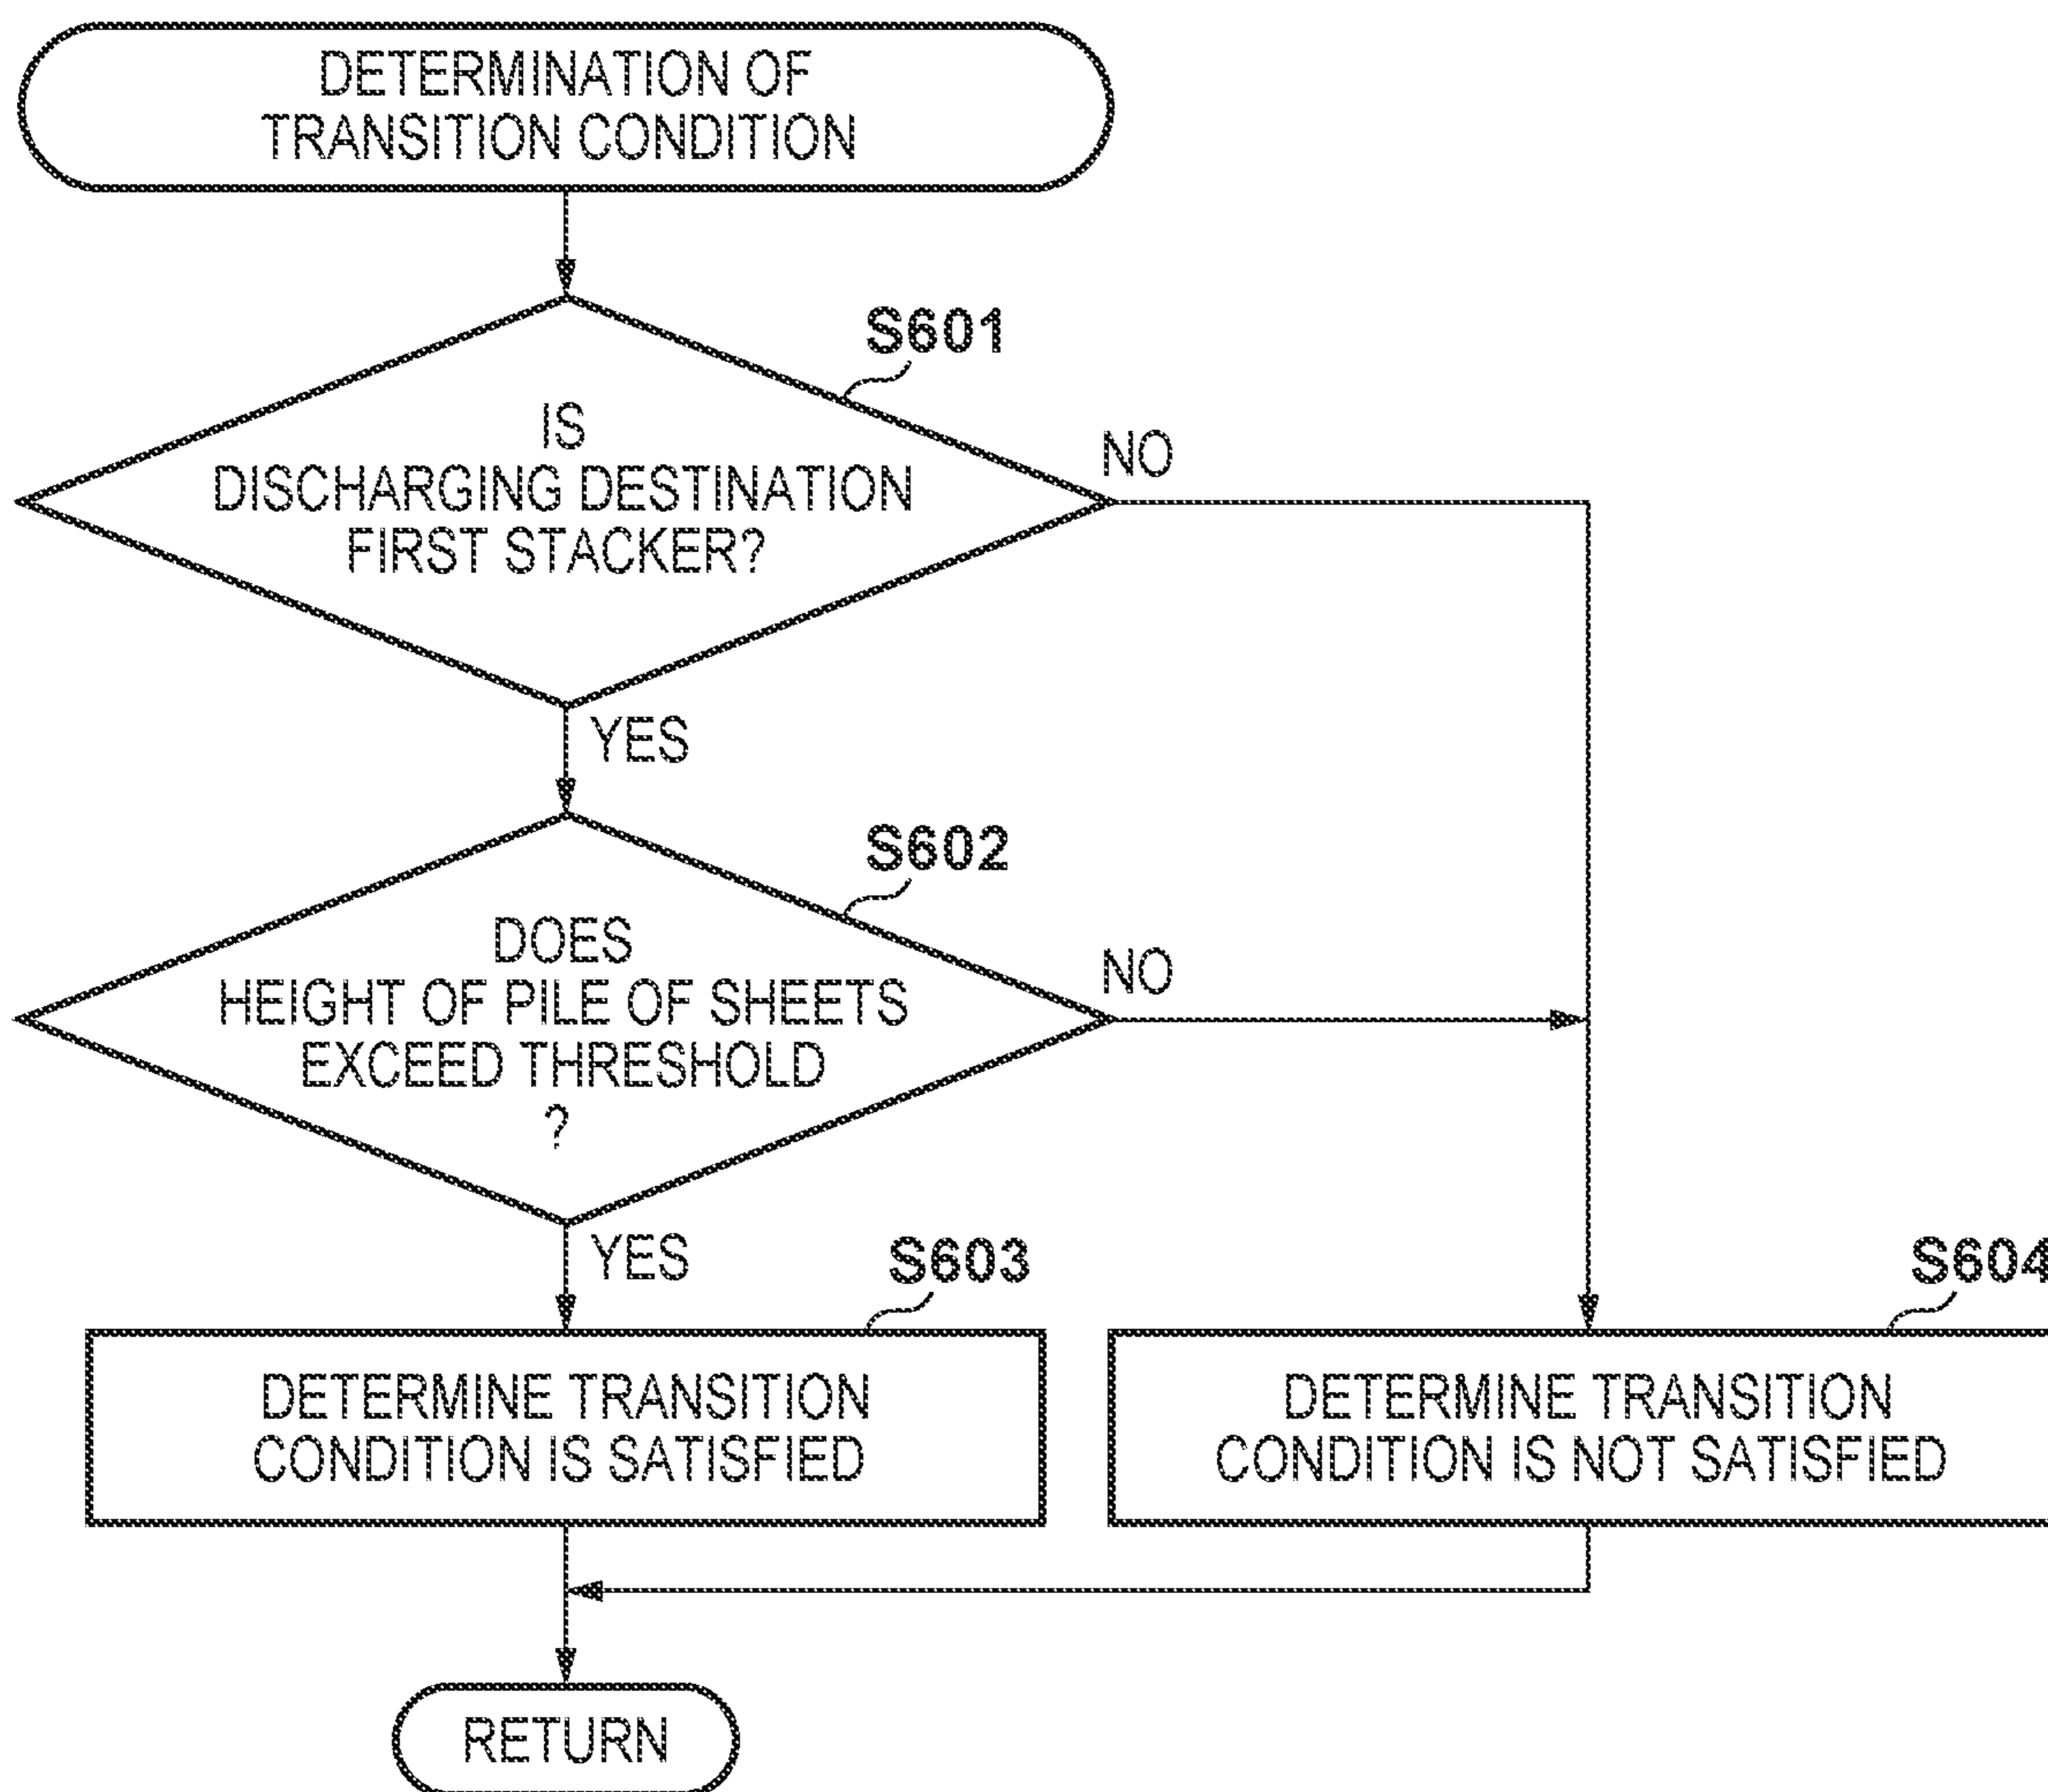 DETERMINATION OF
TRANSITION CONDITION
S601
IS
DISCHARGING DESTINATION
FIRST STACKER?
NO
YES
S602
DOES
HEIGHT OF PILE OF SHEETS
EXCEED THRESHOLD
?
NO
YES
S603
S604
DETERMINE TRANSITION
CONDITION IS SATISFIED
DETERMINE TRANSITION
CONDITION IS NOT SATISFIED
RETURN